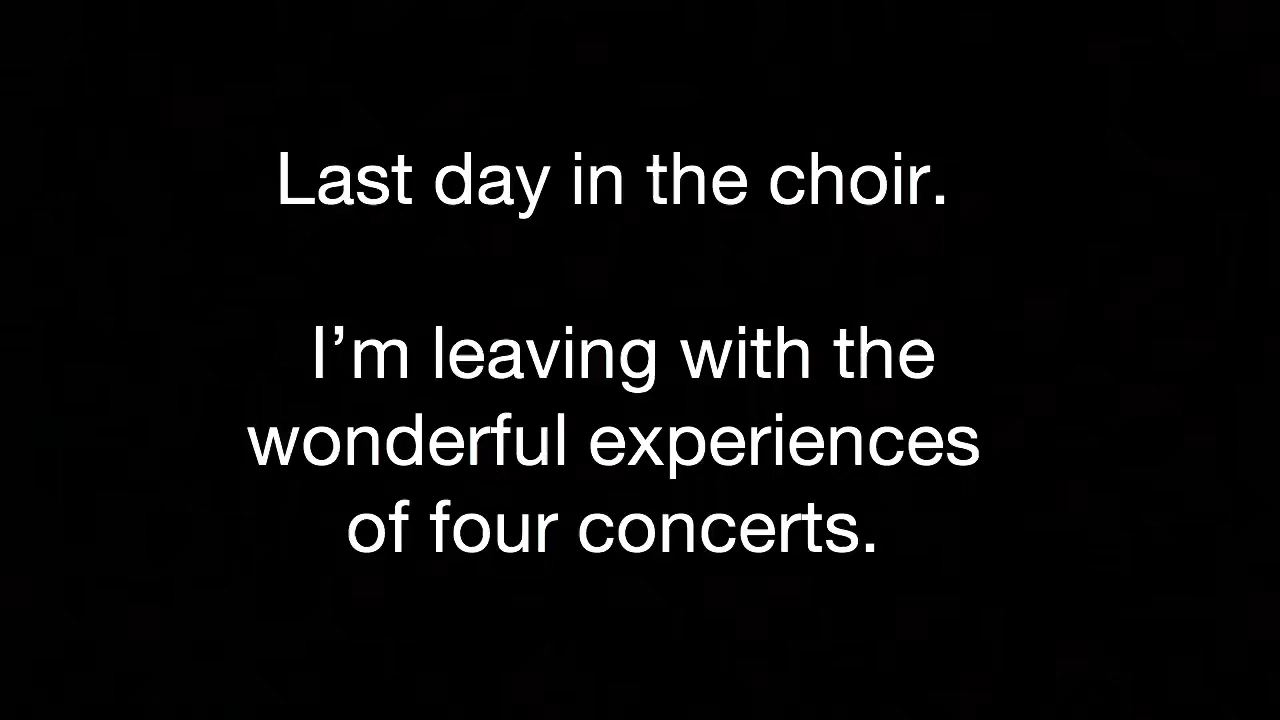 Last day in the choir.
I’m leaving with the
wonderful experiences
of four concerts.